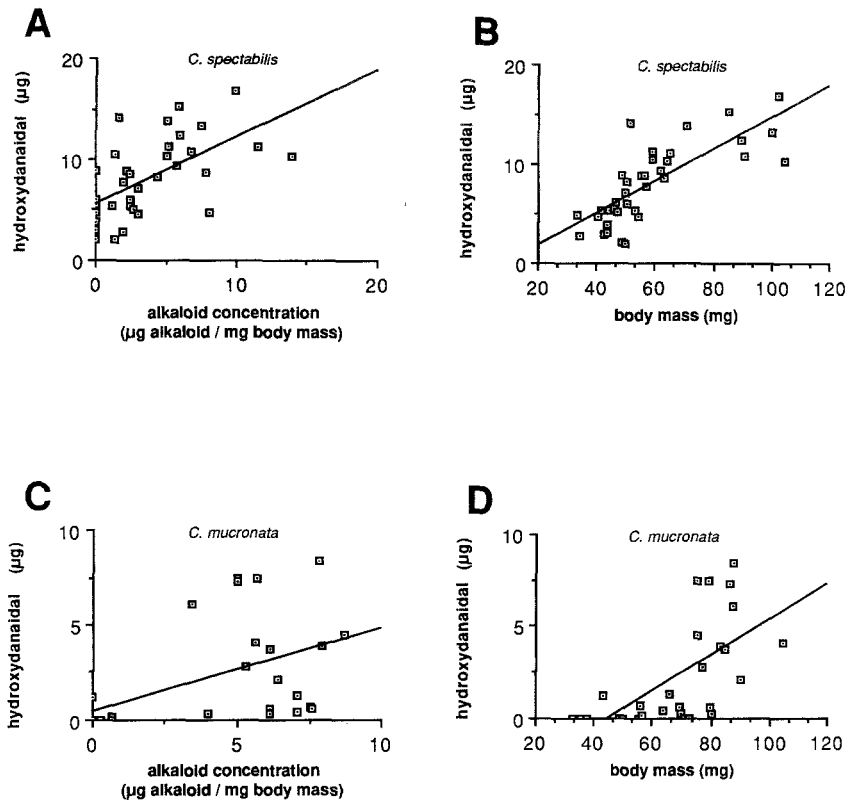 A
C. spectabilis
hydroxydanaidal (µg)
20
10
0
0 10 20
alkaloid concentration
(µg alkaloid / mg body mass)
B
C. spectabilis
hydroxydanaidal (µg)
20
10
0
20 40 60 80 100 120
body mass (mg)
C
C. mucronata
hydroxydanaidal (µg)
10
5
0
0 5 10
alkaloid concentration
(µg alkaloid / mg body mass)
D
C. mucronata
hydroxydanaidal (µg)
10
5
0
20 40 60 80 100 120
body mass (mg)